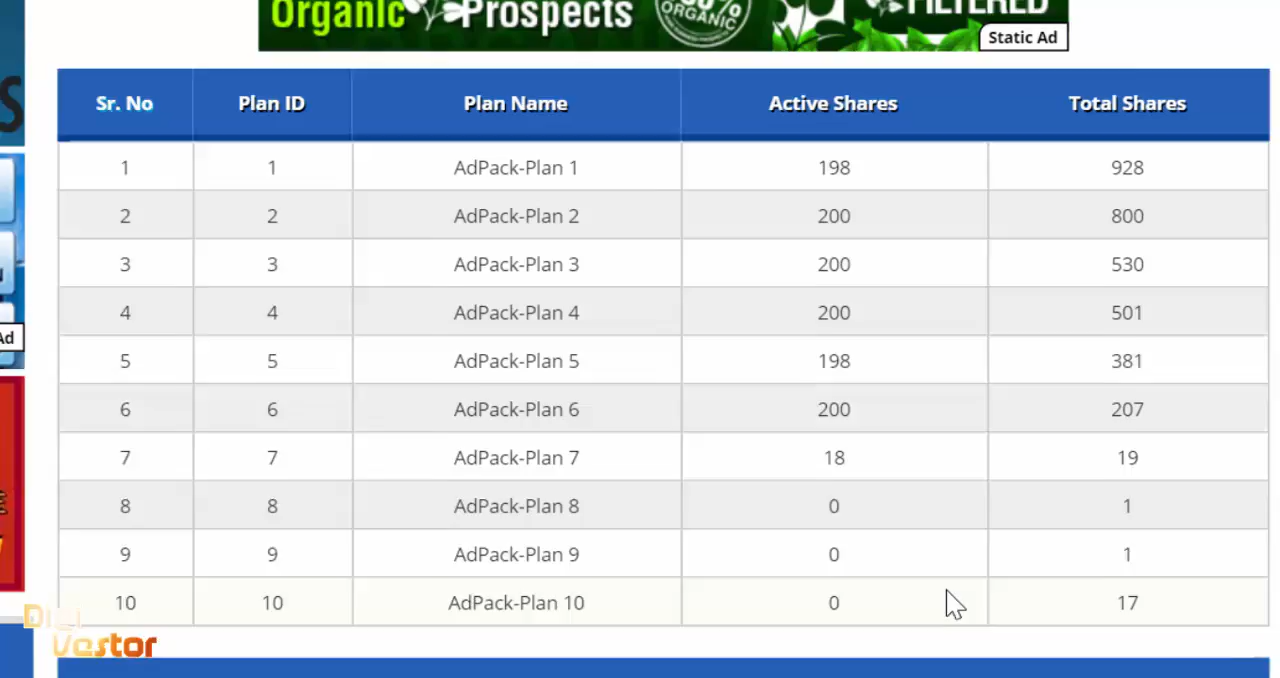 Organic Prospects 100% ORGANIC FILTERED
Static Ad
Sr. No Plan ID Plan Name Active Shares Total Shares
1 1 AdPack-Plan 1 198 928
2 2 AdPack-Plan 2 200 800
3 3 AdPack-Plan 3 200 530
4 4 AdPack-Plan 4 200 501
5 5 AdPack-Plan 5 198 381
6 6 AdPack-Plan 6 200 207
7 7 AdPack-Plan 7 18 19
8 8 AdPack-Plan 8 0 1
9 9 AdPack-Plan 9 0 1
10 10 AdPack-Plan 10 0 17
Ad
Digi
Vestor